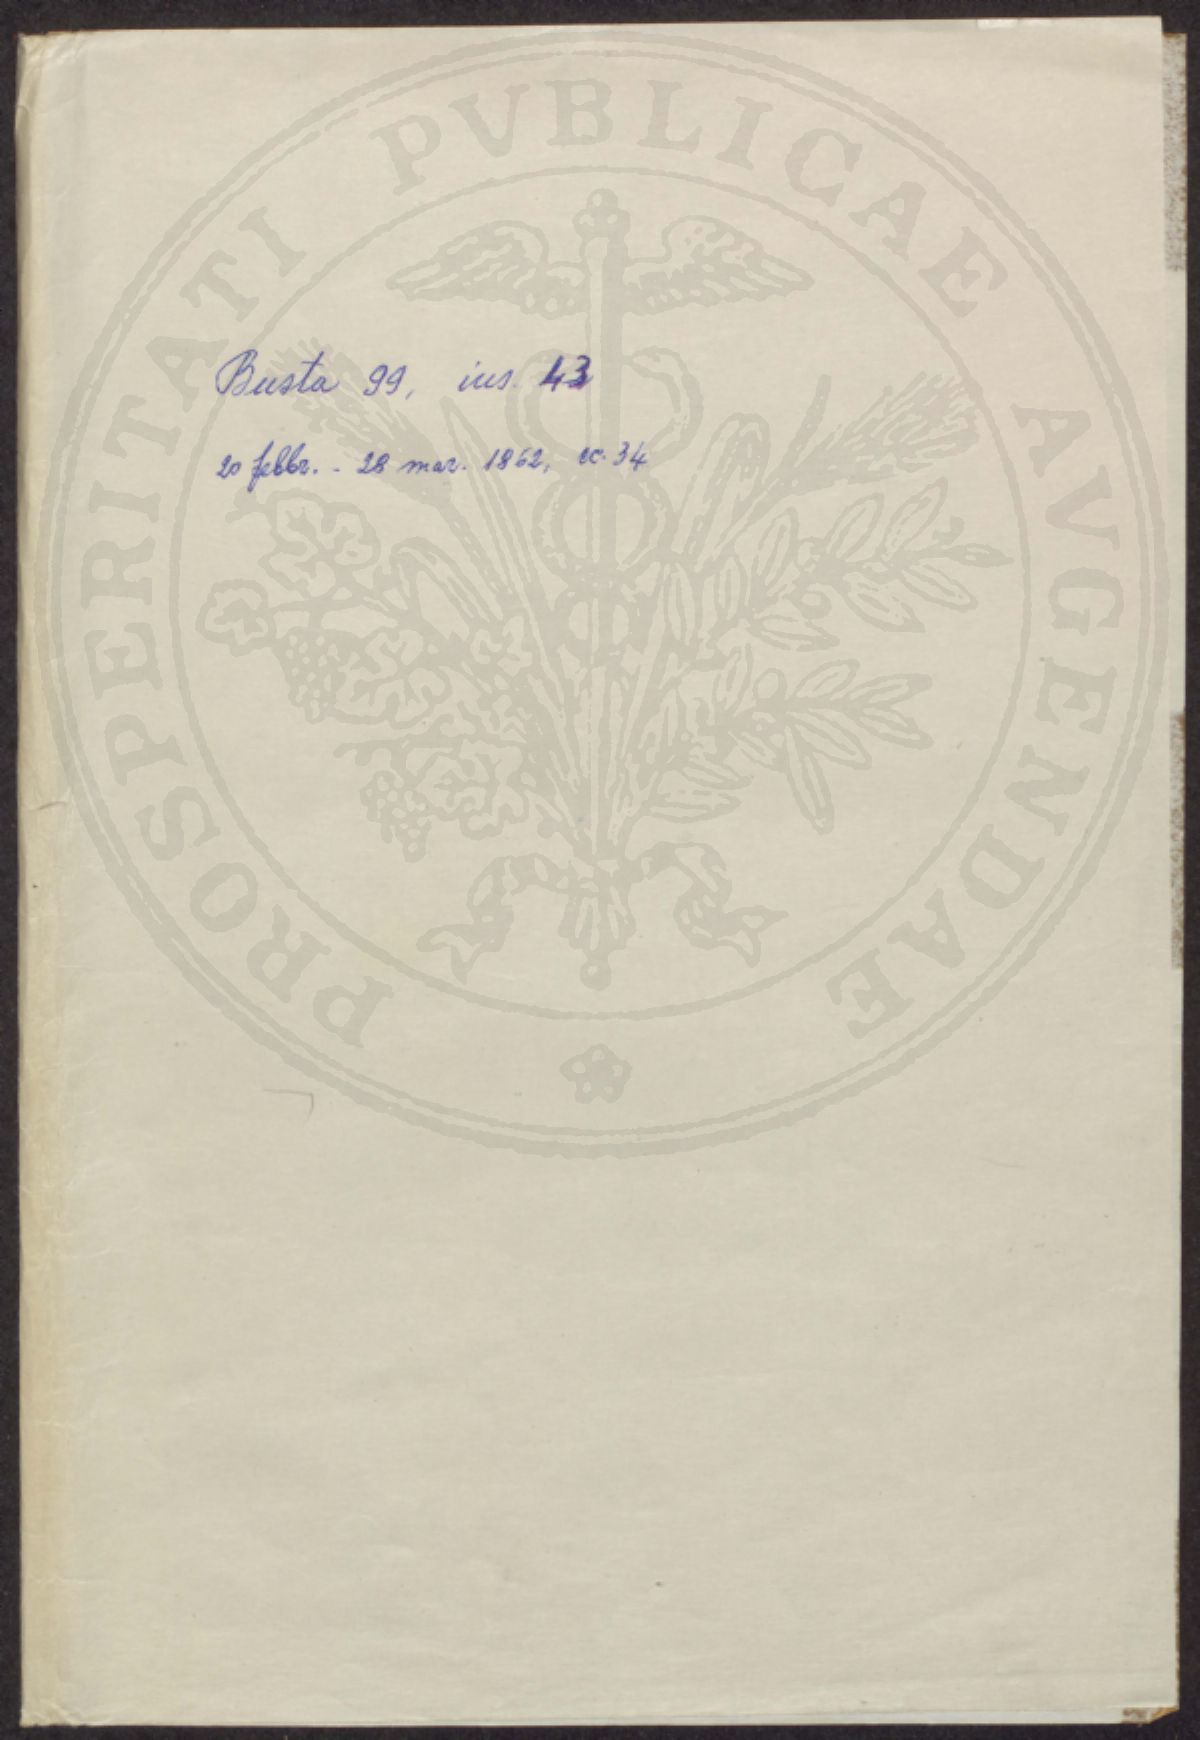 PROSPERITATI PVBLICAE AVGENDAE
Busta 99, ins. 43
20 febbr. - 28 mar. 1862, cc. 34